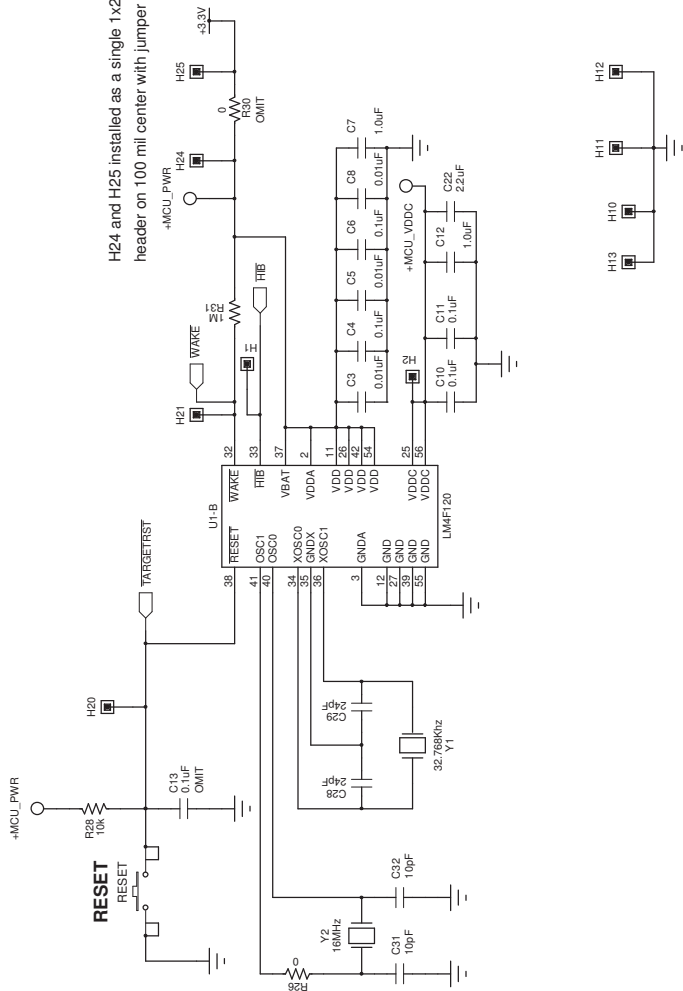 H24 and H25 installed as a single 1x2
header on 100 mil center with jumper
+3.3V
H25
0
R30
OMIT
H24
+MCU_PWR
R31
1M
WAKE
H21
HIB
H1
C3
0.01uF
C4
0.1uF
C5
0.01uF
C6
0.1uF
C8
0.01uF
C7
1.0uF
+MCU_VDDC
H2
C10
0.1uF
C11
0.1uF
C12
1.0uF
C22
2.2uF
H13
H10
H11
H12
U1-B
LM4F120
38
RESET
41
OSC1
40
OSC0
34
XOSC0
35
GNDX
36
XOSC1
3
GNDA
12
GND
27
GND
39
GND
55
GND
32
WAKE
33
HIB
37
VBAT
2
VDDA
11
VDD
26
VDD
42
VDD
54
VDD
25
VDDC
56
VDDC
TARGETRST
H20
+MCU_PWR
R28
10k
C13
0.1uF
OMIT
RESET
RESET
C29
24pF
C28
24pF
32.768Khz
Y1
R26
0
Y2
16MHz
C31
10pF
C32
10pF